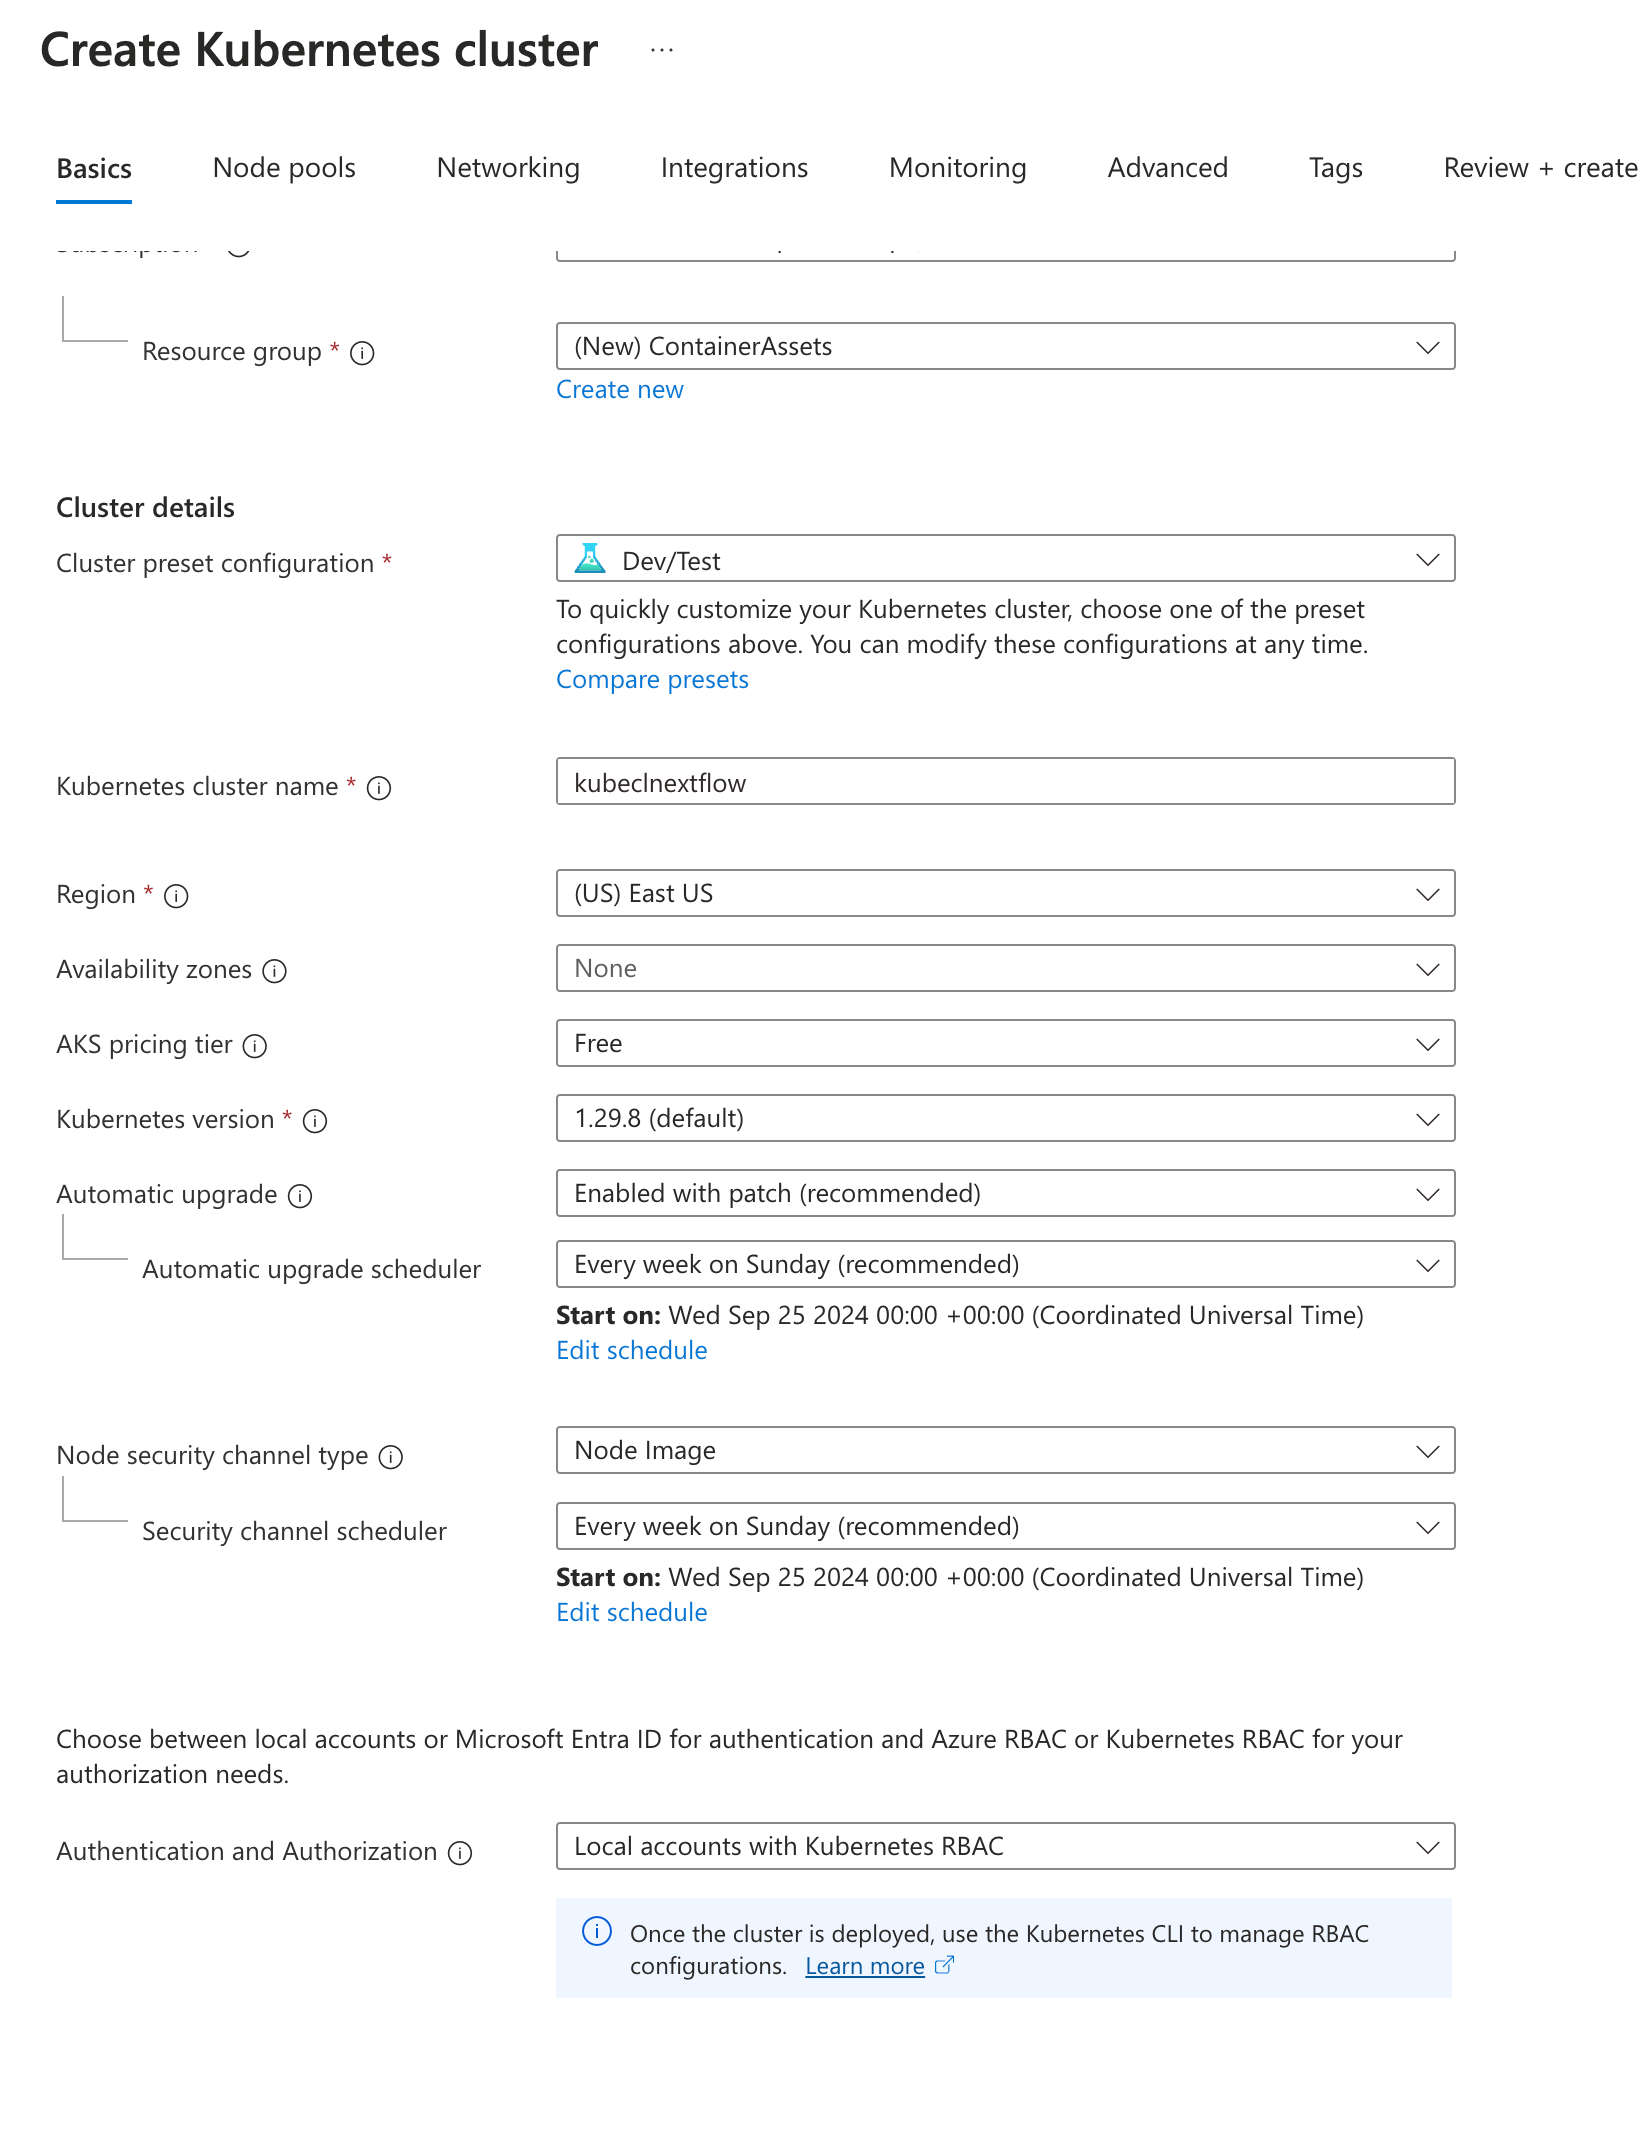 Create Kubernetes cluster ...
Basics Node pools Networking Integrations Monitoring Advanced Tags Review + create
Resource group * (New) ContainerAssets
Create new
Cluster details
Cluster preset configuration * Dev/Test
To quickly customize your Kubernetes cluster, choose one of the preset
configurations above. You can modify these configurations at any time.
Compare presets
Kubernetes cluster name * kubeclnextflow
Region * (US) East US
Availability zones None
AKS pricing tier Free
Kubernetes version * 1.29.8 (default)
Automatic upgrade Enabled with patch (recommended)
Automatic upgrade scheduler Every week on Sunday (recommended)
Start on: Wed Sep 25 2024 00:00 +00:00 (Coordinated Universal Time)
Edit schedule
Node security channel type Node Image
Security channel scheduler Every week on Sunday (recommended)
Start on: Wed Sep 25 2024 00:00 +00:00 (Coordinated Universal Time)
Edit schedule
Choose between local accounts or Microsoft Entra ID for authentication and Azure RBAC or Kubernetes RBAC for your
authorization needs.
Authentication and Authorization Local accounts with Kubernetes RBAC
Once the cluster is deployed, use the Kubernetes CLI to manage RBAC
configurations. Learn more